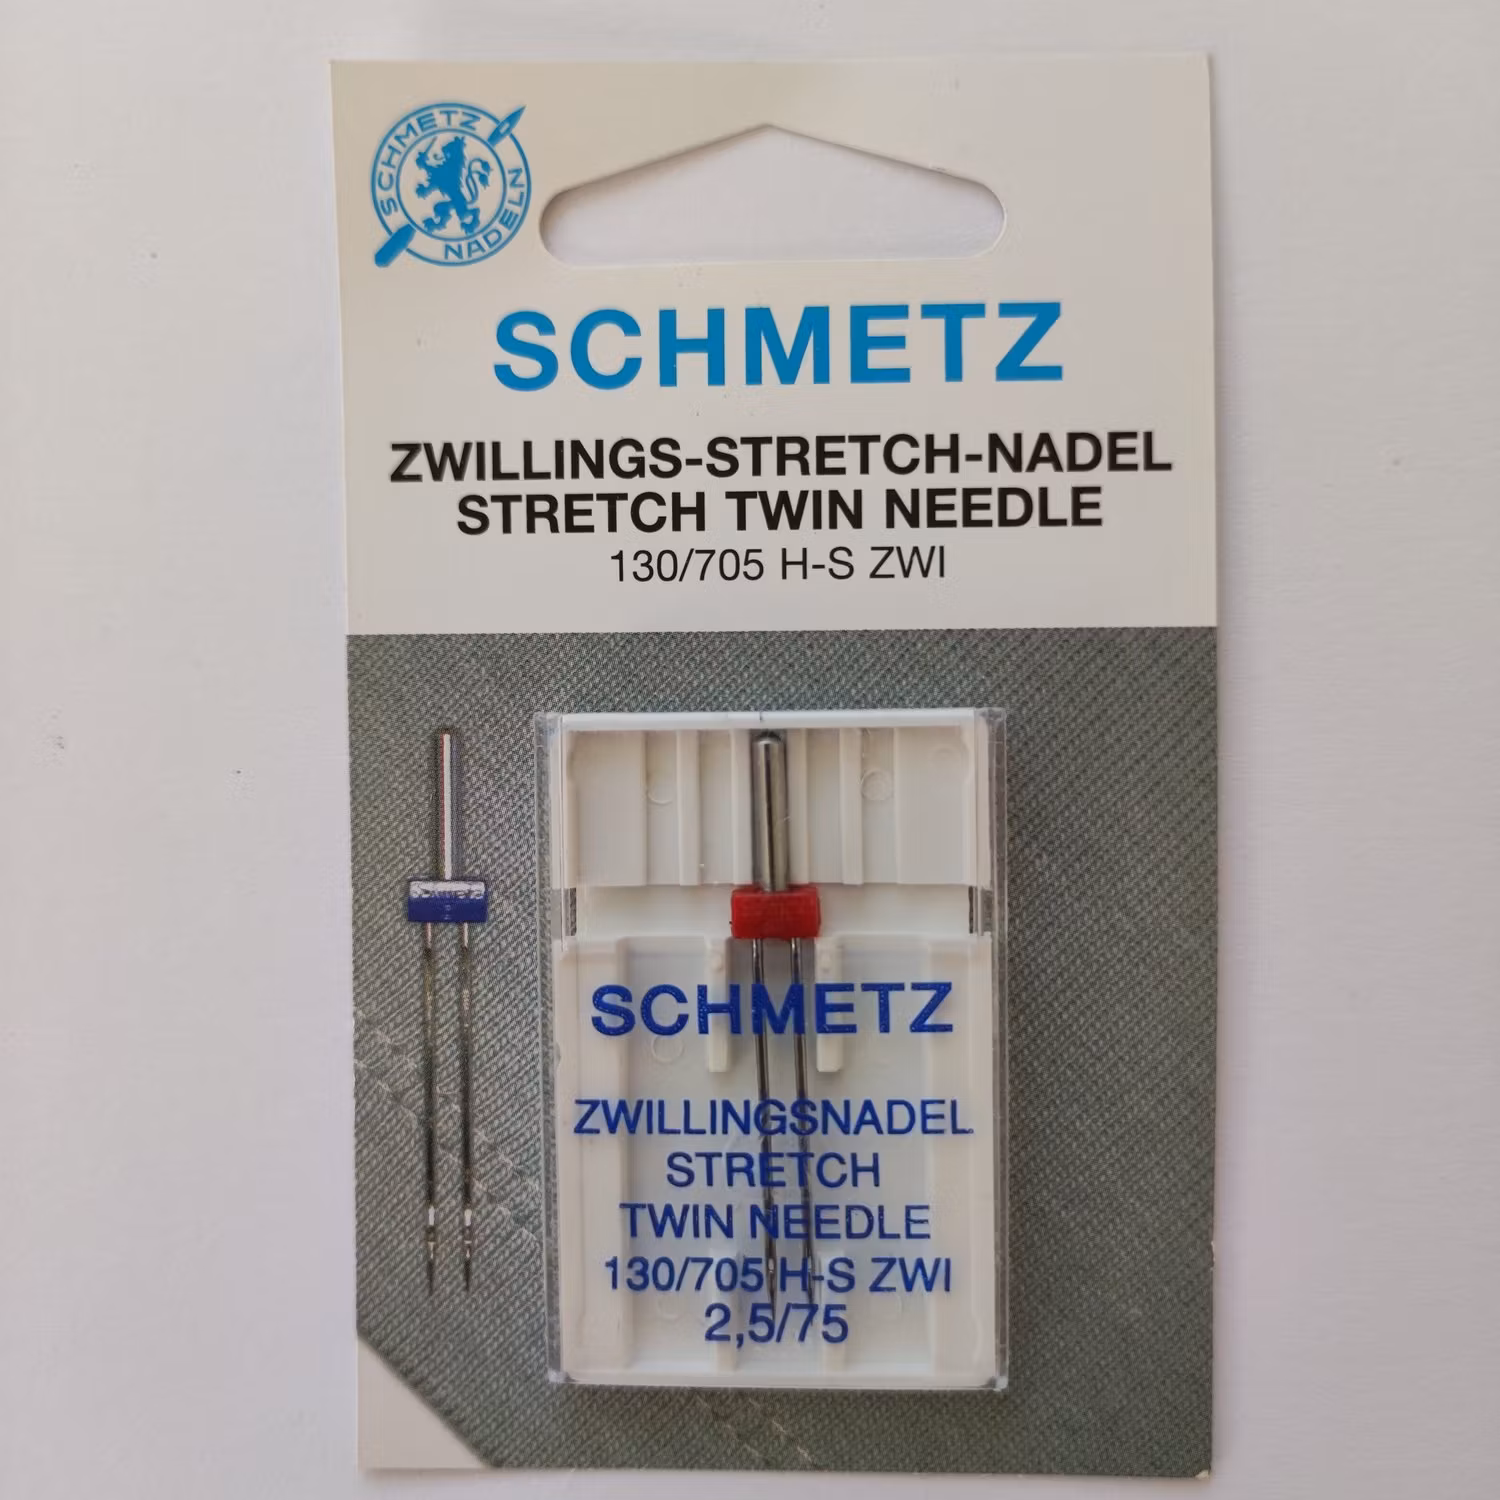 SCHMETZ
NADELN
SCHMETZ
ZWILLINGS-STRETCH-NADEL
STRETCH TWIN NEEDLE
130/705 H-S ZWI
SCHMETZ
SCHMETZ
ZWILLINGSNADEL
STRETCH
TWIN NEEDLE
130/705 H-S ZWI
2,5/75